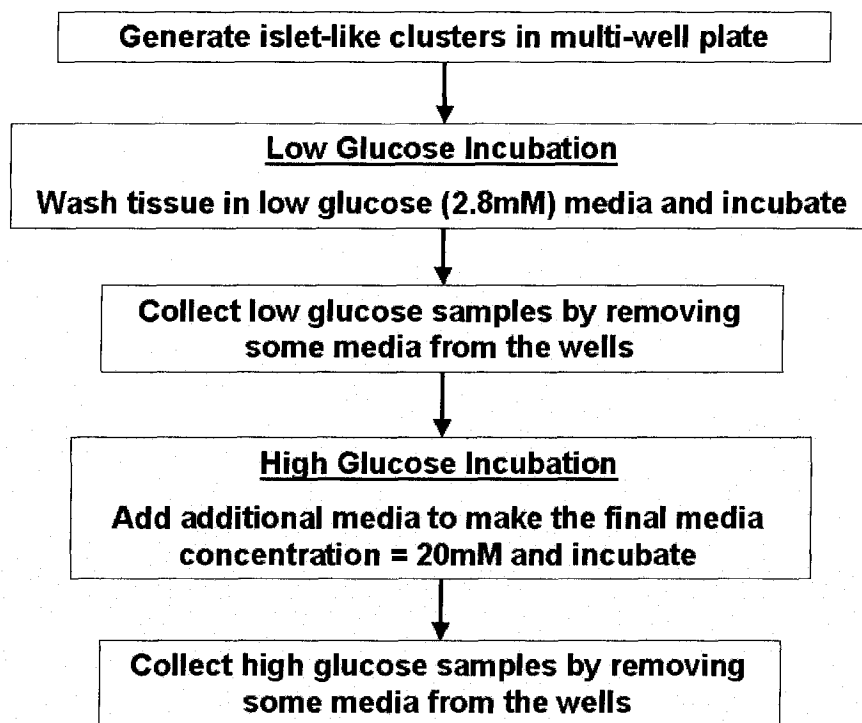 Generate islet-like clusters in multi-well plate
Low Glucose Incubation
Wash tissue in low glucose (2.8mM) media and incubate
Collect low glucose samples by removing
some media from the wells
High Glucose Incubation
Add additional media to make the final media
concentration = 20mM and incubate
Collect high glucose samples by removing
some media from the wells